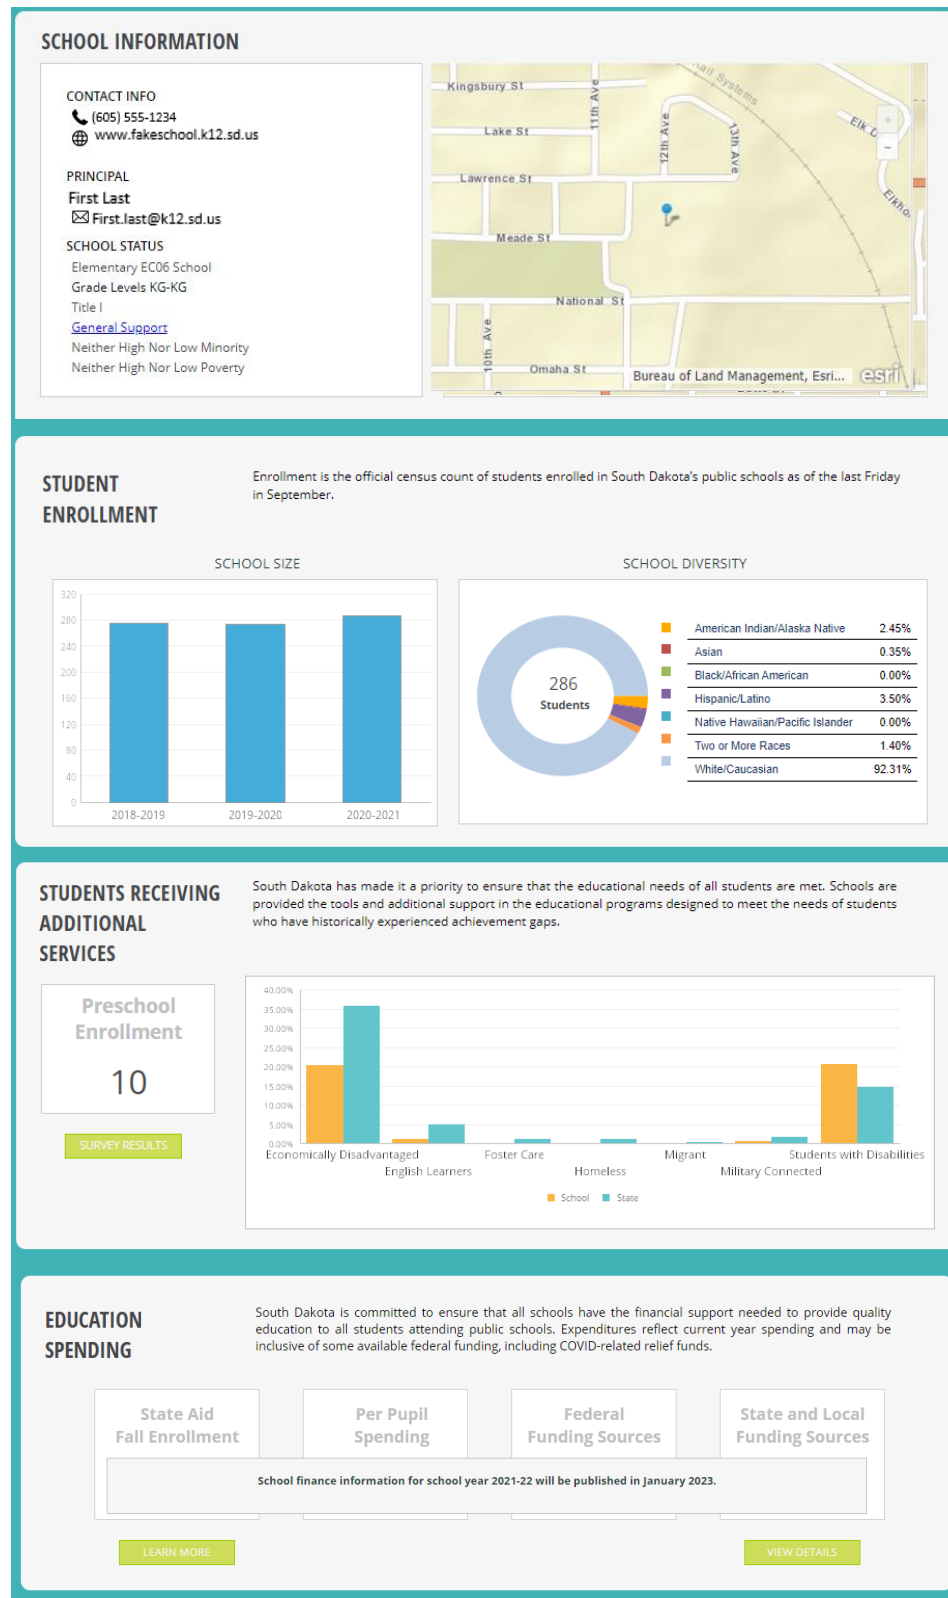 SCHOOL INFORMATION
CONTACT INFO
(605) 555-1234
www.fakeschool.k12.sd.us
PRINCIPAL
First Last
First.last@k12.sd.us
SCHOOL STATUS
Elementary EC06 School
Grade Levels KG-KG
Title I
General Support
Neither High Nor Low Minority
Neither High Nor Low Poverty
Kingsbury St
11th Ave
Rail Systems
Lake St
12th Ave
13th Ave
Elk D
+
-
Lawrence St
Elkho
Meade St
National St
10th Ave
Omaha St
Bureau of Land Management, Esri...
esri
STUDENT
ENROLLMENT
Enrollment is the official census count of students enrolled in South Dakota's public schools as of the last Friday
in September.
SCHOOL SIZE
320
280
240
200
160
120
80
40
0
2018-2019 2019-2020 2020-2021
SCHOOL DIVERSITY
286
Students
American Indian/Alaska Native 2.45%
Asian 0.35%
Black/African American 0.00%
Hispanic/Latino 3.50%
Native Hawaiian/Pacific Islander 0.00%
Two or More Races 1.40%
White/Caucasian 92.31%
STUDENTS RECEIVING
ADDITIONAL
SERVICES
South Dakota has made it a priority to ensure that the educational needs of all students are met. Schools are
provided the tools and additional support in the educational programs designed to meet the needs of students
who have historically experienced achievement gaps.
Preschool
Enrollment
10
SURVEY RESULTS
40.00%
35.00%
30.00%
25.00%
20.00%
15.00%
10.00%
5.00%
0.00%
Economically Disadvantaged Foster Care Migrant Students with Disabilities
English Learners Homeless Military Connected
School State
EDUCATION
SPENDING
South Dakota is committed to ensure that all schools have the financial support needed to provide quality
education to all students attending public schools. Expenditures reflect current year spending and may be
inclusive of some available federal funding, including COVID-related relief funds.
State Aid
Fall Enrollment
Per Pupil
Spending
Federal
Funding Sources
State and Local
Funding Sources
School finance information for school year 2021-22 will be published in January 2023.
LEARN MORE
VIEW DETAILS